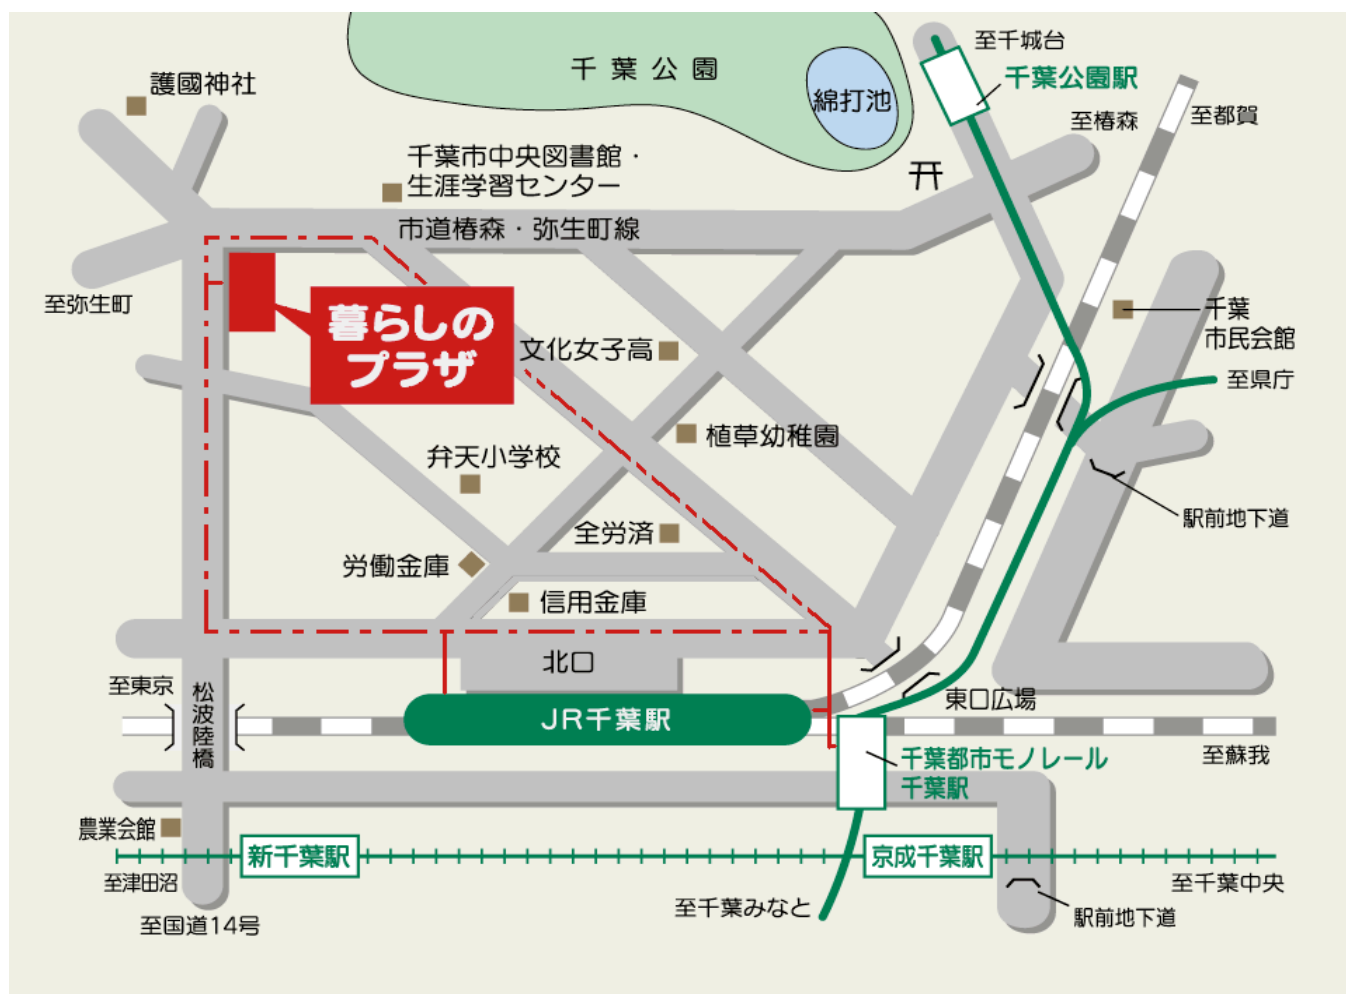 至千城台
千葉公園
千葉公園駅
護國神社
綿打池
至都賀
至椿森
千葉市中央図書館・
生涯学習センター
市道椿森・弥生町線
至弥生町
千葉
市民会館
暮らしの
プラザ
文化女子高
至県庁
植草幼稚園
弁天小学校
駅前地下道
全労済
労働金庫
信用金庫
北口
至東京
松波陸橋
JR千葉駅
東口広場
至蘇我
千葉都市モノレール
千葉駅
農業会館
新千葉駅
京成千葉駅
至津田沼
至千葉中央
至千葉みなと
駅前地下道
至国道14号